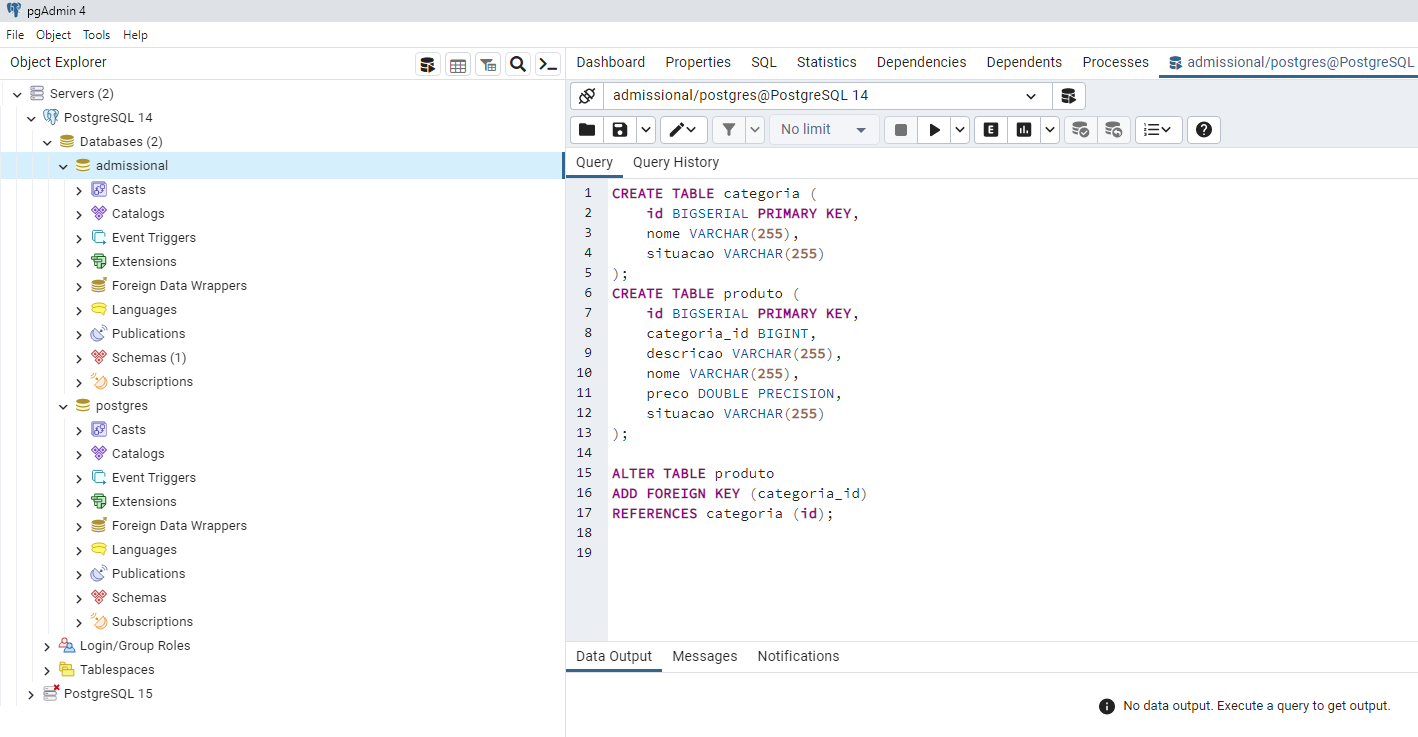 pgAdmin 4
File Object Tools Help
Object Explorer
Servers (2)
PostgreSQL 14
Databases (2)
admissional
Casts
Catalogs
Event Triggers
Extensions
Foreign Data Wrappers
Languages
Publications
Schemas (1)
Subscriptions
postgres
Casts
Catalogs
Event Triggers
Extensions
Foreign Data Wrappers
Languages
Publications
Schemas
Subscriptions
Login/Group Roles
Tablespaces
PostgreSQL 15
Dashboard Properties SQL Statistics Dependencies Dependents Processes admissional/postgres@PostgreSQL
admissional/postgres@PostgreSQL 14
No limit E
Query Query History
1 CREATE TABLE categoria (
2 id BIGSERIAL PRIMARY KEY,
3 nome VARCHAR(255),
4 situacao VARCHAR(255)
5 );
6 CREATE TABLE produto (
7 id BIGSERIAL PRIMARY KEY,
8 categoria_id BIGINT,
9 descricao VARCHAR(255),
10 nome VARCHAR(255),
11 preco DOUBLE PRECISION,
12 situacao VARCHAR(255)
13 );
14
15 ALTER TABLE produto
16 ADD FOREIGN KEY (categoria_id)
17 REFERENCES categoria (id);
18
19
Data Output Messages Notifications
No data output. Execute a query to get output.